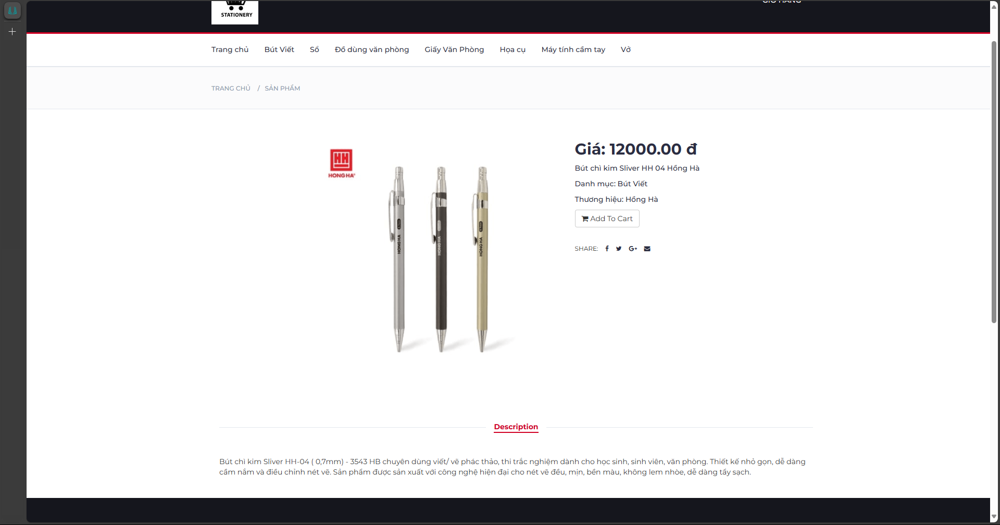 STATIONERY
GIỎ HÀNG
Trang chủ
Bút Viết
Sổ
Đồ dùng văn phòng
Giấy Văn Phòng
Họa cụ
Máy tính cầm tay
Vở
TRANG CHỦ / SẢN PHẨM
HH
HONG HA
Giá: 12000.00 đ
Bút chì kim Sliver HH 04 Hồng Hà
Danh mục: Bút Viết
Thương hiệu: Hồng Hà
Add To Cart
SHARE:
HONG HA
HONG HA
HONG HA
Description
Bút chì kim Sliver HH-04 ( 0,7mm) - 3543 HB chuyên dùng viết/ vẽ phác thảo, thi trắc nghiệm dành cho học sinh, sinh viên, văn phòng. Thiết kế nhỏ gọn, dễ dàng
cầm nắm và điều chỉnh nét vẽ. Sản phẩm được sản xuất với công nghệ hiện đại cho nét vẽ đều, mịn, bền màu, không lem nhòe, dễ dàng tẩy sạch.